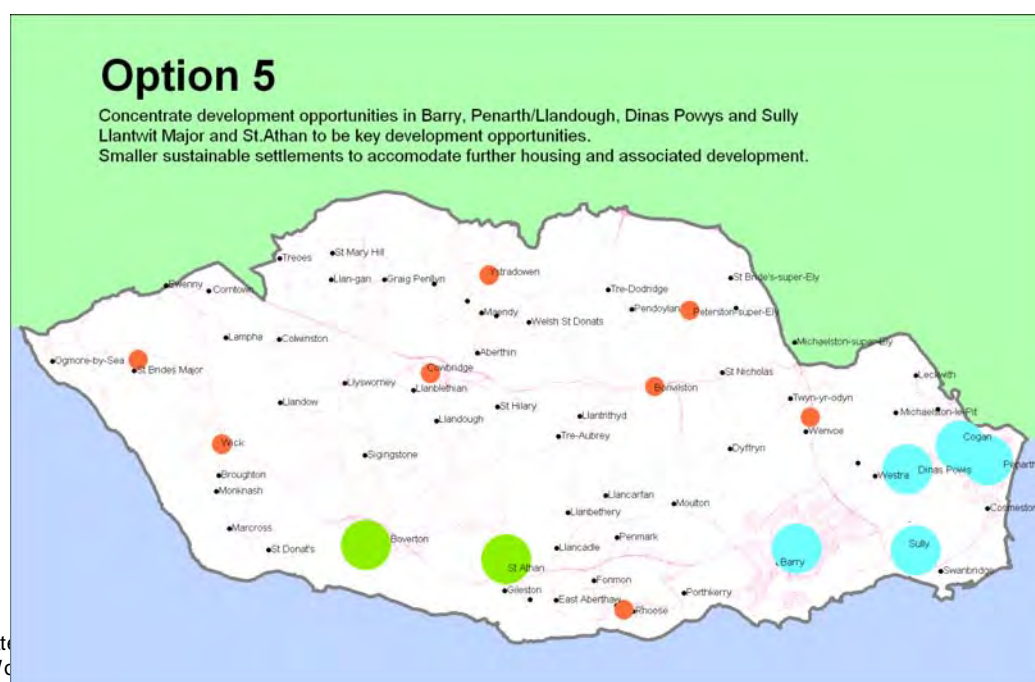 Option 5
Concentrate development opportunities in Barry, Penarth/Llandough, Dinas Powys and Sully
Llantwit Major and St.Athan to be key development opportunities.
Smaller sustainable settlements to accomodate further housing and associated development.
St Mary Hill
Treoes
Ystradowen
St Bride's-super-Ely
Llan-gan
Graig Penllyn
Ewenny
Corntown
Tre-Dodridge
Pendoylan
Peterston-super-Ely
Maendy
Welsh St Donats
Lampha
Colwinston
Michaelston-super-Ely
Aberthin
Ogmore-by-Sea
St Brides Major
Cowbridge
St Nicholas
Leckwith
Llysworney
Llanblethian
Bonvilston
Twyn-yr-odyn
Llandow
St Hilary
Michaelston-le-Pit
Llandough
Llantrithyd
Wenvoe
Tre-Aubrey
Cogan
Wick
Dyffryn
Sigingstone
Penarth
Westra
Dinas Powys
Broughton
Monknash
Llancarfan
Moulton
Cosmeston
Llanbethery
Marcross
Boverton
Penmark
Sully
St Donat's
Llancadle
Barry
St Athan
Swanbridge
Fonmon
Gileston
Porthkerry
East Aberthaw
Rhoose